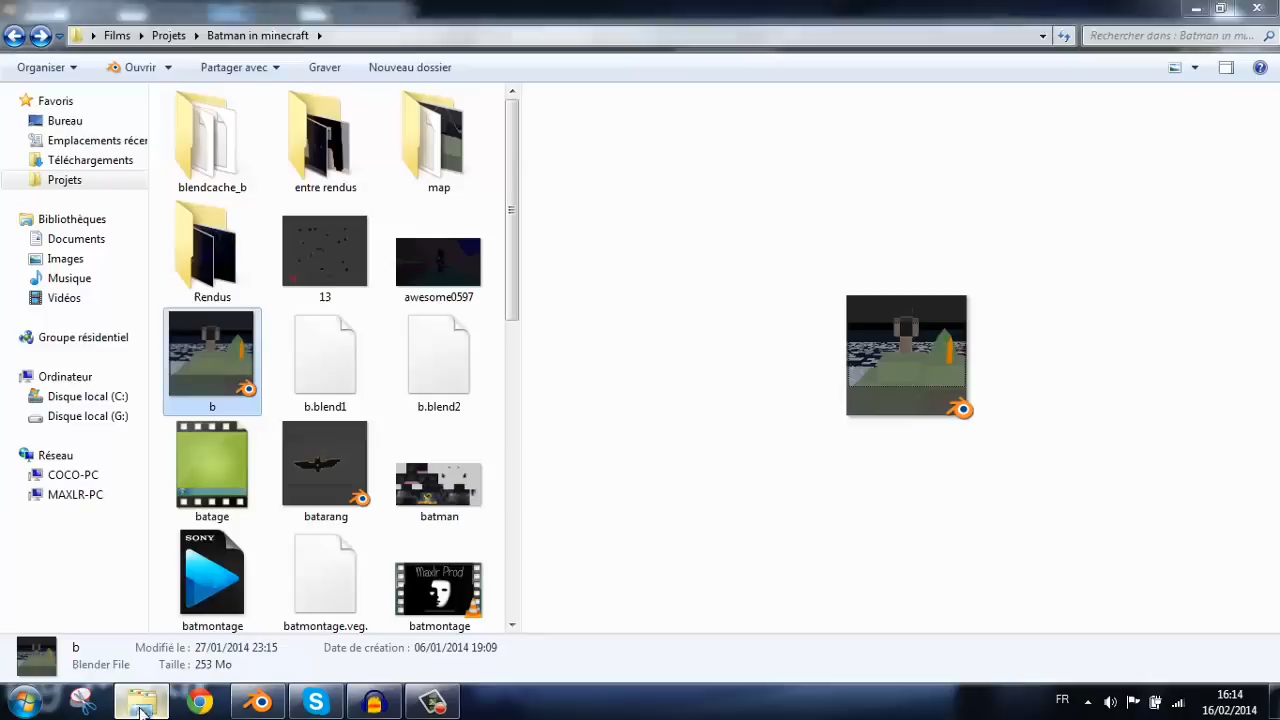 Films
Projets
Batman in minecraft
Rechercher dans : Batman in mi...
Organiser
Ouvrir
Partager avec
Graver
Nouveau dossier
Favoris
Bureau
Emplacements récer
Téléchargements
Projets
Bibliothèques
Documents
Images
Musique
Vidéos
Groupe résidentiel
Ordinateur
Disque local (C:)
Disque local (G:)
Réseau
COCO-PC
MAXLR-PC
blendcache_b
entre rendus
map
Rendus
13
awesome0597
b
b.blend1
b.blend2
batage
batarang
batman
SONY
Maxlr Prod
batmontage
batmontage.veg.
batmontage
b
Modifié le : 27/01/2014 23:15
Date de création : 06/01/2014 19:09
Blender File
Taille : 253 Mo
FR
16:14
16/02/2014